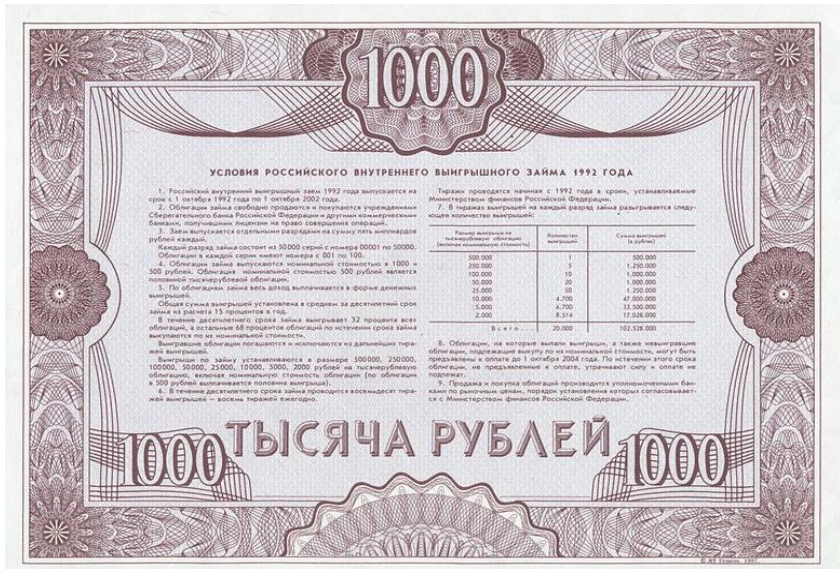 1000
УСЛОВИЯ РОССИЙСКОГО ВНУТРЕННЕГО ВЫИГРЫШНОГО ЗАЙМА 1992 ГОДА
1. Российский внутренний выигрышный заем 1992 года выпускается на
срок с 1 октября 1992 года по 1 октября 2002 года.
2. Облигации займа свободно продаются и покупаются учреждениями
Сберегательного банка Российской Федерации и другими коммерческими
банками, получившими лицензии на право совершения операций.
3. Заем выпускается отдельными разрядами на сумму пять миллиардов
рублей каждый.
Каждый разряд займа состоит из 50000 серий с номера 00001 по 50000.
Облигации в каждой серии имеют номера с 001 по 100.
4. Облигации займа выпускаются номинальной стоимостью в 1000 и
500 рублей. Облигация номинальной стоимостью 500 рублей является
половиной тысячерублевой облигации.
5. По облигациям займа весь доход выплачивается в форме денежных
выигрышей.
Общая сумма выигрышей установлена в среднем за десятилетний срок
займа из расчета 15 процентов в год.
В течение десятилетнего срока займа выигрывает 32 процента всех
облигаций, а остальные 68 процентов облигаций по истечении срока займа
выкупаются по их номинальной стоимости.
Выигравшие облигации погашаются и исключаются из дальнейших тира-
жей выигрышей.
Выигрыши по займу устанавливаются в размере 500000, 250000,
100000, 50000, 25000, 10000, 5000, 2000 рублей на тысячерублевую
облигацию, включая номинальную стоимость облигации (по облигации
в 500 рублей выплачивается половина выигрыша).
6. В течение десятилетнего срока займа проводится восемьдесят тира-
жей выигрышей — восемь тиражей ежегодно.
Тиражи проводятся начиная с 1992 года в сроки, устанавливаемые
Министерством финансов Российской Федерации.
7. В тиражах выигрышей на каждый разряд займа разыгрывается следу-
ющее количество выигрышей:
Размер выигрыша на тысячерублевую облигацию (включая номинальную стоимость) Количество выигрышей Сумма выигрышей (в рублях)
500.000 1 500.000
250.000 5 1.250.000
100.000 10 1.000.000
50.000 20 1.000.000
25.000 50 1.250.000
10.000 4.700 47.000.000
5.000 6.700 33.500.000
2.000 8.514 17.028.000
Всего... 20.000 102.528.000
8. Облигации, на которые выпали выигрыши, а также невыигравшие
облигации, подлежащие выкупу по их номинальной стоимости, могут быть
предъявлены к оплате до 1 октября 2004 года. По истечении этого срока
облигации, не предъявленные к оплате, утрачивают силу и оплате не
подлежат.
9. Продажа и покупка облигаций производится уполномоченными бан-
ками по рыночным ценам, порядок установления которых согласовывает-
ся с Министерством финансов Российской Федерации.
1000 ТЫСЯЧА РУБЛЕЙ 1000